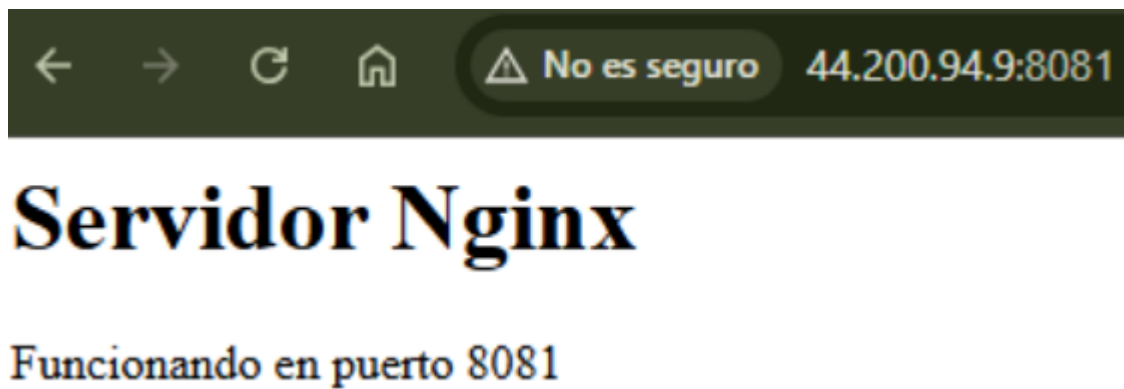 No es seguro 44.200.94.9:8081
Servidor Nginx
Funcionando en puerto 8081